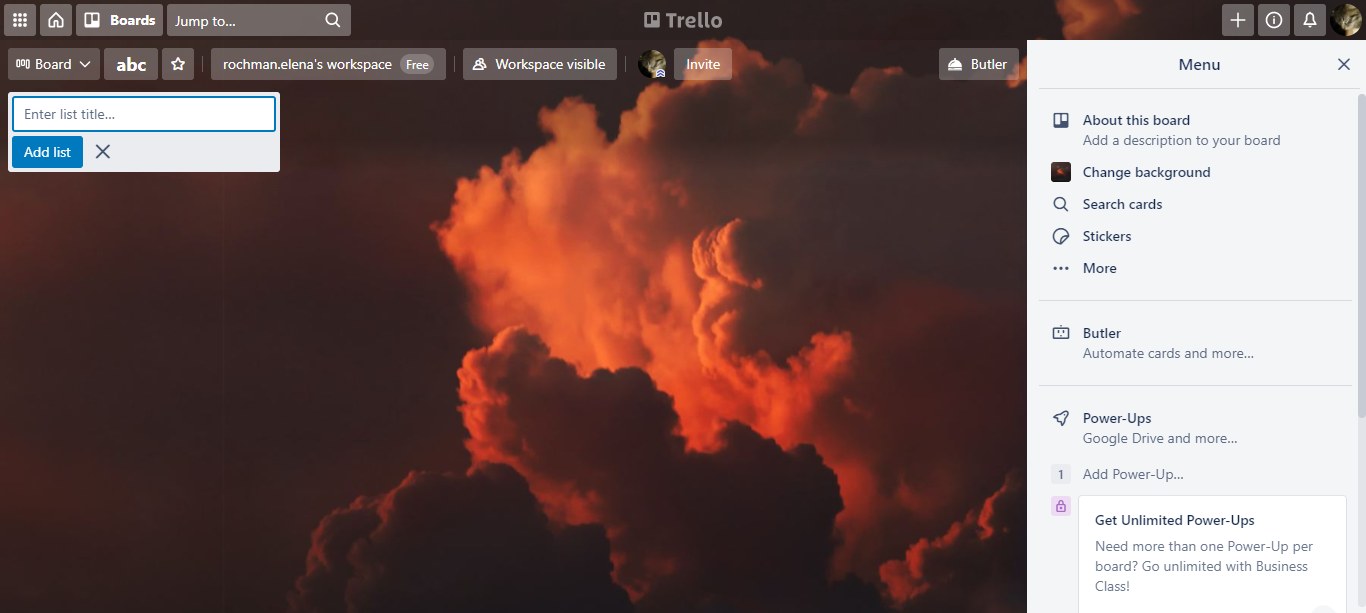 Boards
Jump to...
Trello
Board
abc
rochman.elena's workspace Free
Workspace visible
Invite
Butler
Enter list title...
Add list
Menu
About this board
Add a description to your board
Change background
Search cards
Stickers
More
Butler
Automate cards and more...
Power-Ups
Google Drive and more...
1 Add Power-Up...
Get Unlimited Power-Ups
Need more than one Power-Up per
board? Go unlimited with Business
Class!